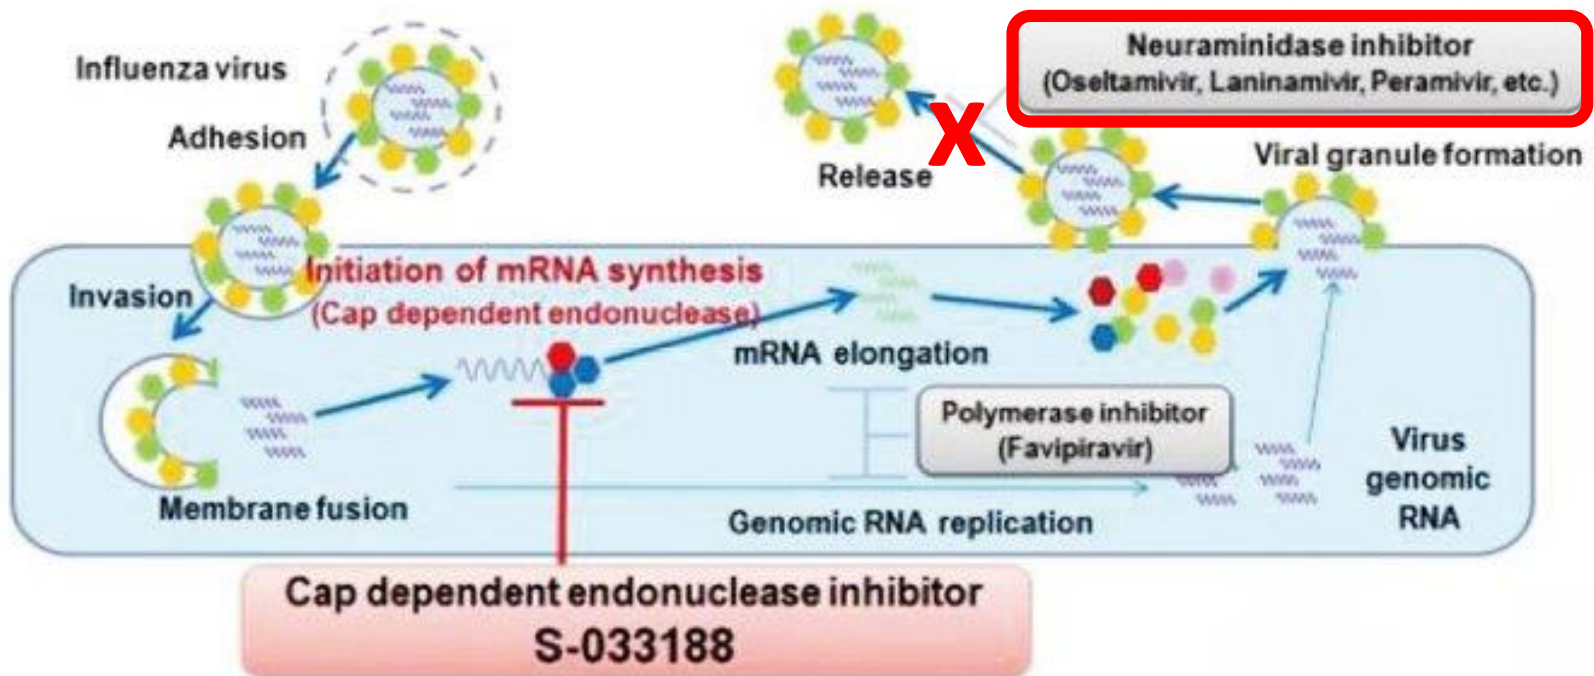 Influenza virus
Adhesion
Neuraminidase inhibitor
(Oseltamivir, Laninamivir, Peramivir, etc.)
X
Release
Viral granule formation
Initiation of mRNA synthesis
(Cap dependent endonuclease)
Invasion
mRNA elongation
Polymerase inhibitor
(Favipiravir)
Virus
genomic
RNA
Membrane fusion
Genomic RNA replication
Cap dependent endonuclease inhibitor
S-033188